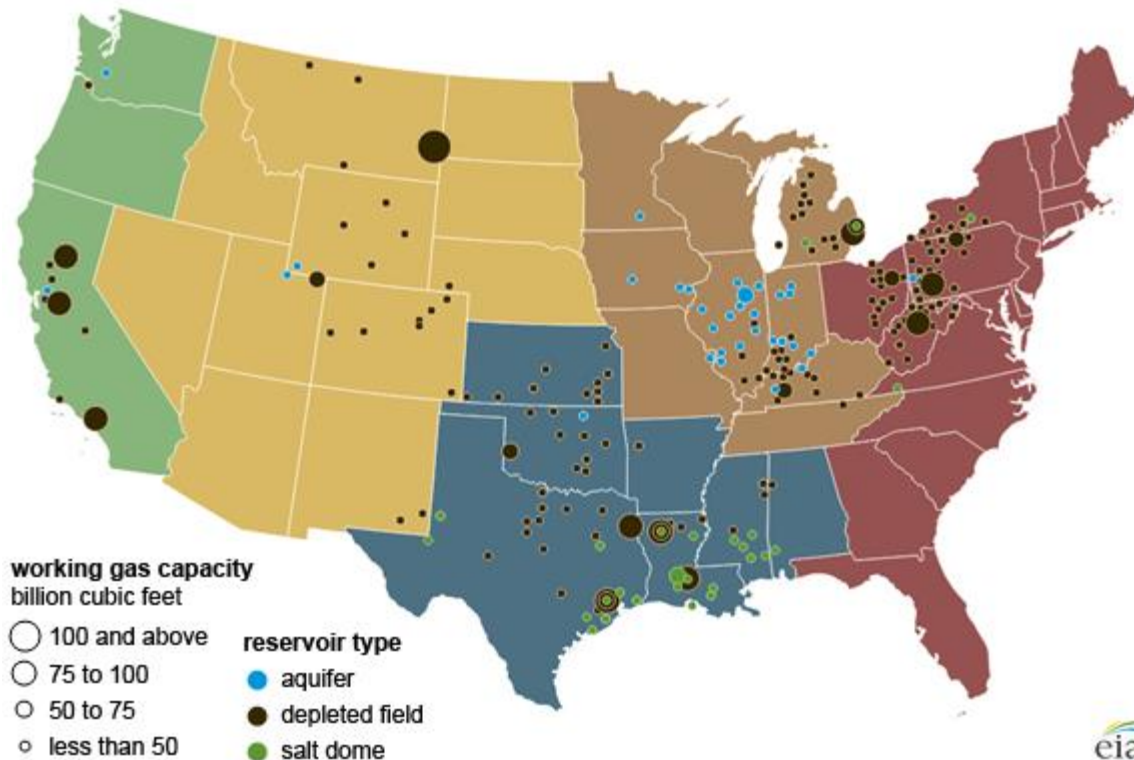 working gas capacity
billion cubic feet
100 and above
75 to 100
50 to 75
less than 50
reservoir type
aquifer
depleted field
salt dome
eia